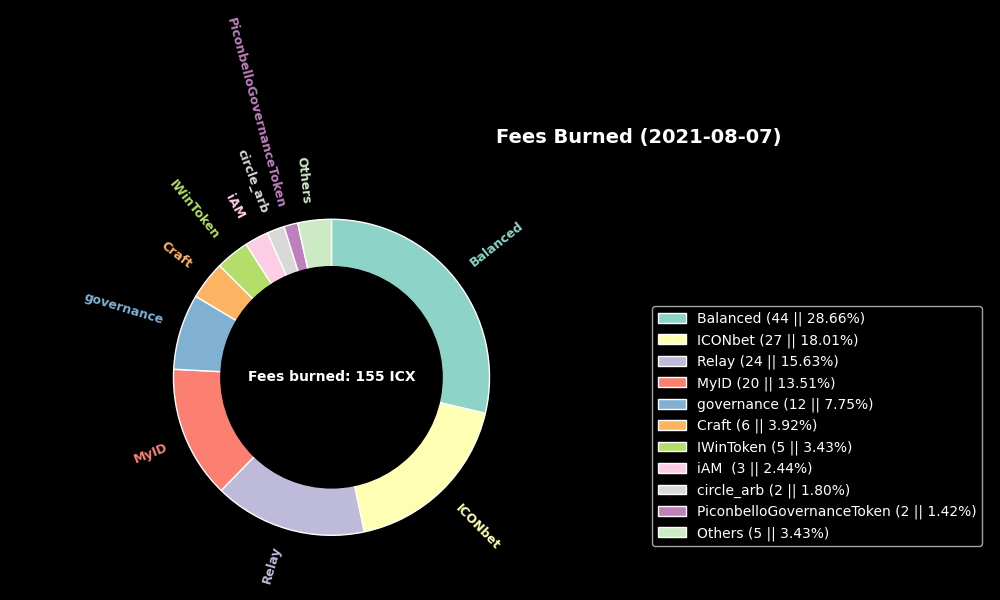 Fees Burned (2021-08-07)
PiconbelloGovernanceToken
Others
circle_arb
iAM
IWinToken
Craft
governance
MyID
Relay
ICONbet
Balanced
Fees burned: 155 ICX
Balanced (44 || 28.66%)
ICONbet (27 || 18.01%)
Relay (24 || 15.63%)
MyID (20 || 13.51%)
governance (12 || 7.75%)
Craft (6 || 3.92%)
IWinToken (5 || 3.43%)
iAM  (3 || 2.44%)
circle_arb (2 || 1.80%)
PiconbelloGovernanceToken (2 || 1.42%)
Others (5 || 3.43%)